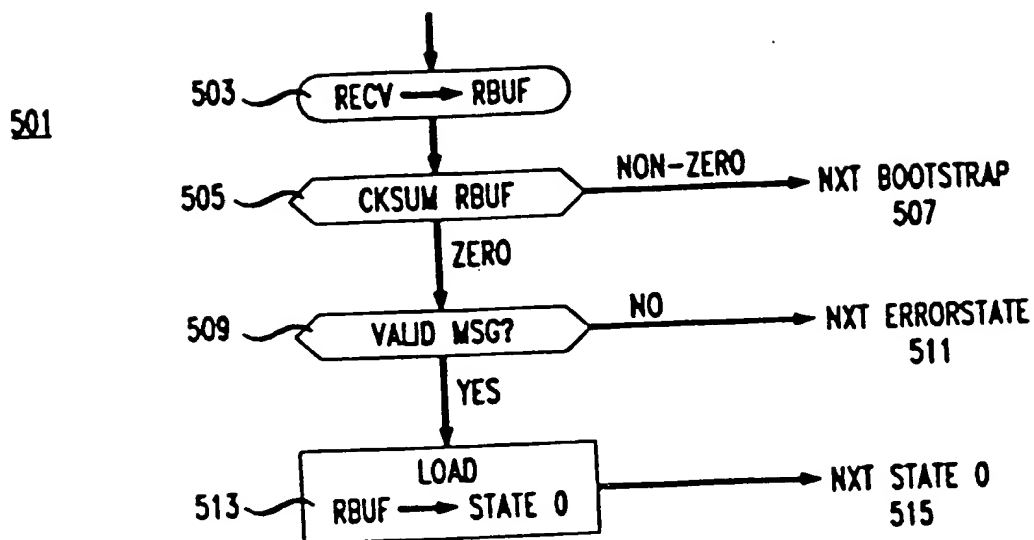 501
503
RECV → RBUF
505
CKSUM RBUF
NON-ZERO
NXT BOOTSTRAP
507
ZERO
509
VALID MSG?
NO
NXT ERRORSTATE
511
YES
513
LOAD
RBUF → STATE 0
NXT STATE 0
515